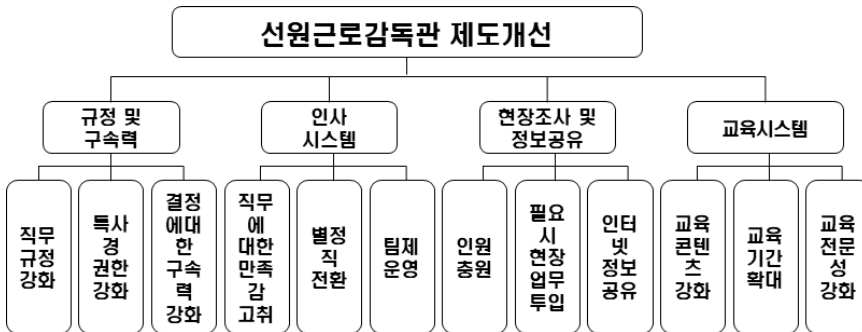 선원근로감독관 제도개선
규정 및
구속력
인사
시스템
현장조사 및
정보공유
교육시스템
직무
규정
강화
특사
경
권한
강화
결정
에대
한
구속
력
강화
직무
에
대한
만족
감
고취
별정
직
전환
팀제
운영
인원
충원
필요
시
현장
업무
투입
인터
넷
정보
공유
교육
콘텐
츠
강화
교육
기간
확대
교육
전문
성
강화